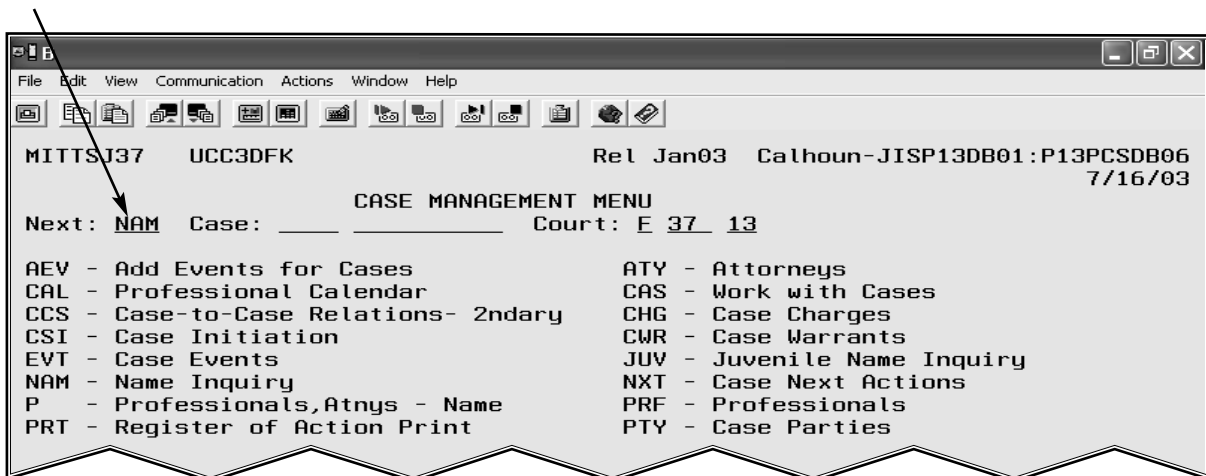 B
File Edit View Communication Actions Window Help
MITTSJ37 UCC3DFK Rel Jan03 Calhoun-JISP13DB01:P13PCSDB06
7/16/03
CASE MANAGEMENT MENU
Next: NAM Case: ____ ___________ Court: F 37_ 13
AEV - Add Events for Cases ATY - Attorneys
CAL - Professional Calendar CAS - Work with Cases
CCS - Case-to-Case Relations- 2ndary CHG - Case Charges
CSI - Case Initiation CWR - Case Warrants
EVT - Case Events JUV - Juvenile Name Inquiry
NAM - Name Inquiry NXT - Case Next Actions
P - Professionals,Atnys - Name PRF - Professionals
PRT - Register of Action Print PTY - Case Parties